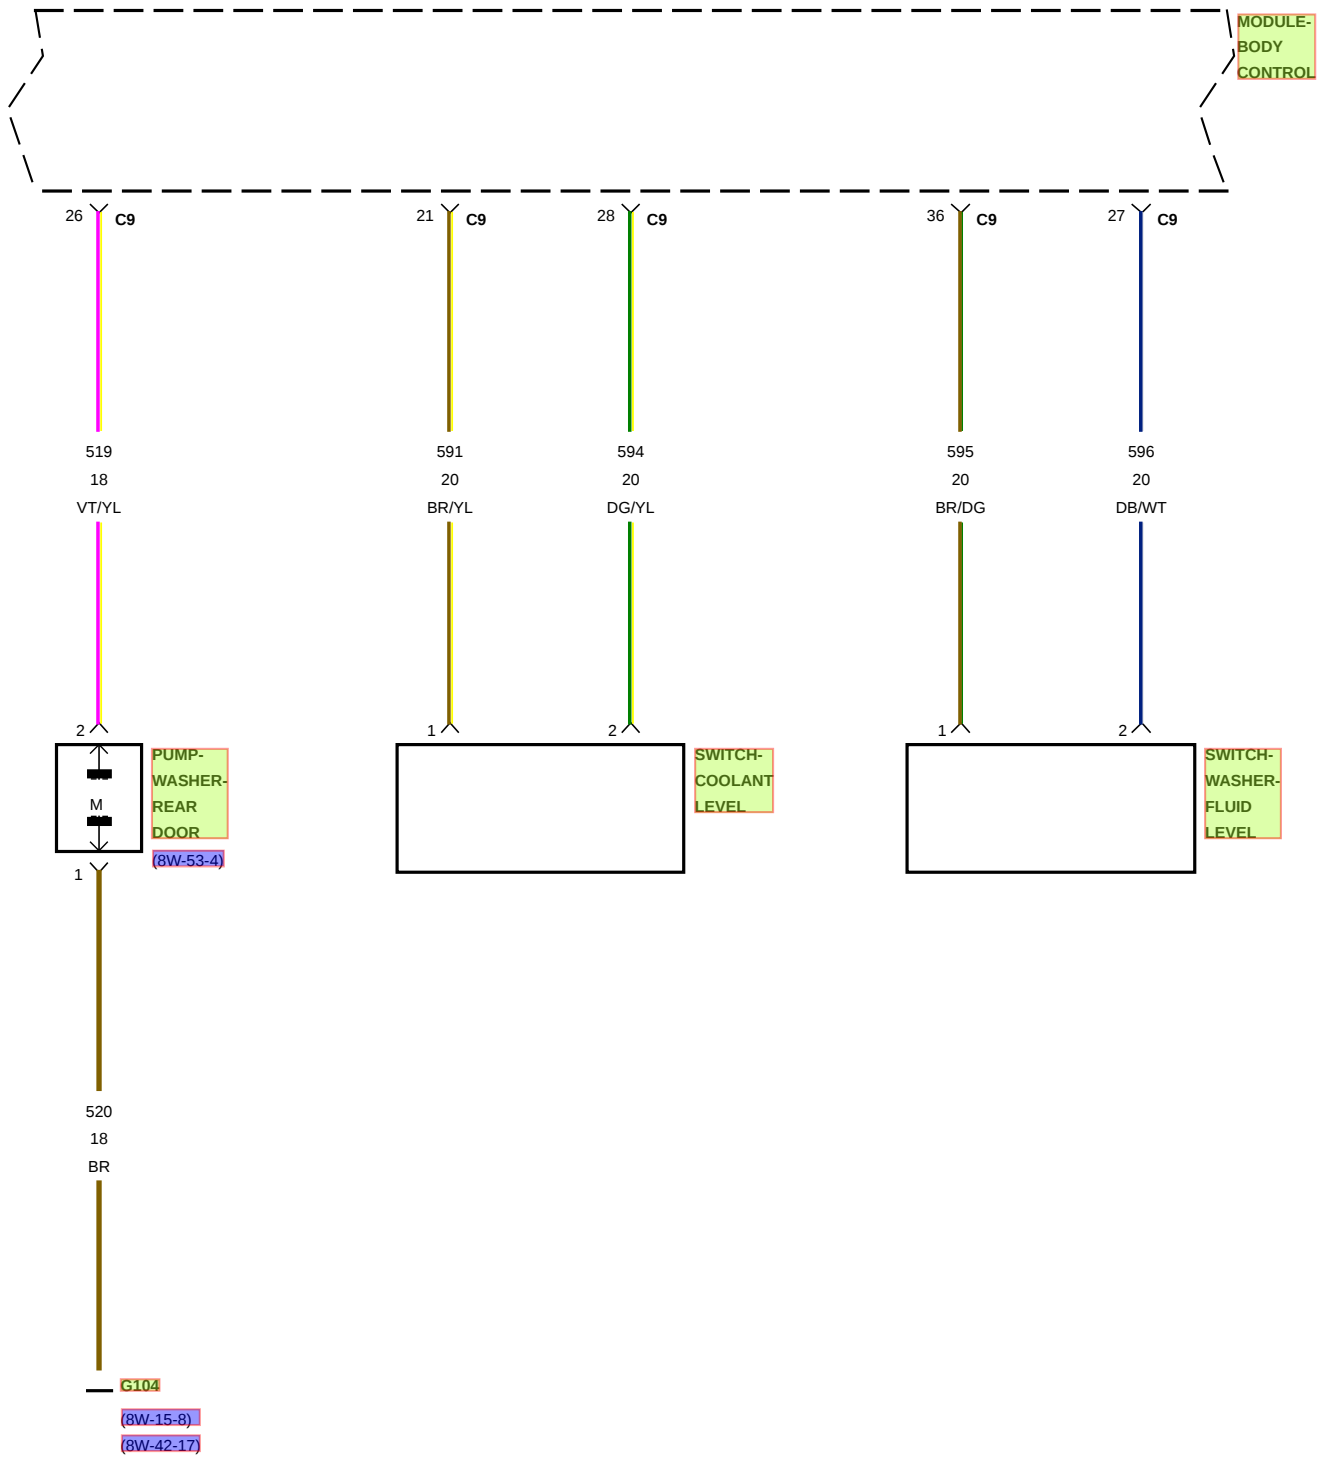 MODULE-
BODY
CONTROL
26 C9
21 C9
28 C9
36 C9
27 C9
519
18
VT/YL
591
20
BR/YL
594
20
DG/YL
595
20
BR/DG
596
20
DB/WT
2
1
2
1
2
M
PUMP-
WASHER-
REAR
DOOR
(8W-53-4)
SWITCH-
COOLANT
LEVEL
SWITCH-
WASHER-
FLUID
LEVEL
1
520
18
BR
G104
(8W-15-8)
(8W-42-17)